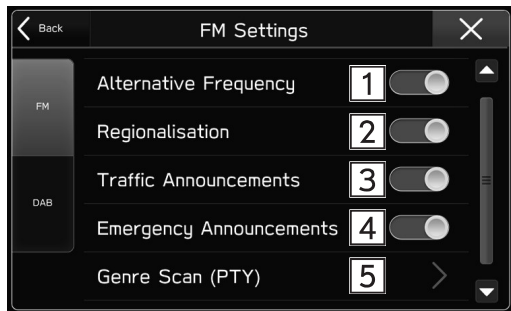 Back
FM Settings
FM
DAB
Alternative Frequency 1
Regionalisation 2
Traffic Announcements 3
Emergency Announcements 4
Genre Scan (PTY) 5